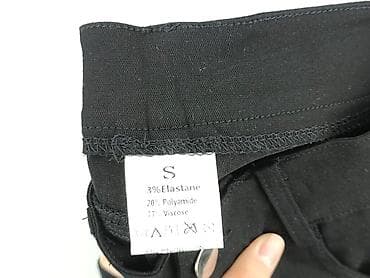 S
3%Elastane
20% Polyamide
77% Viscose